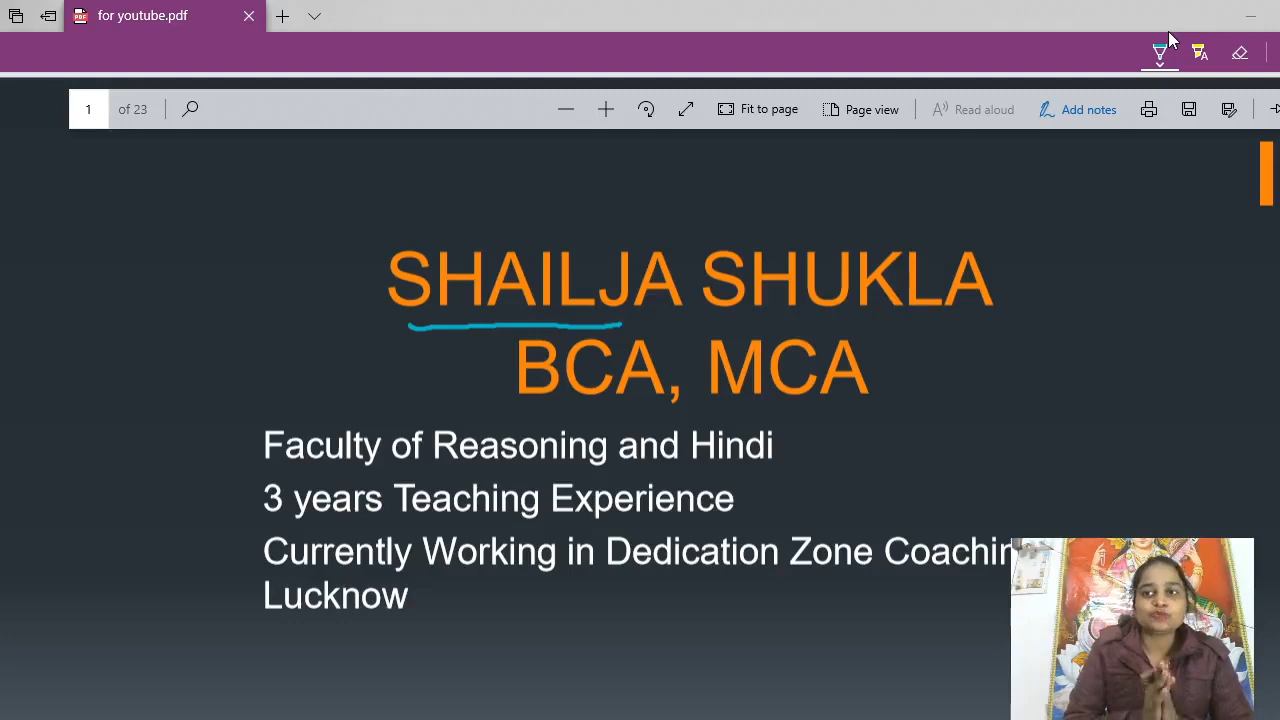 for youtube.pdf
1 of 23
Fit to page
Page view
Read aloud
Add notes
SHAILJA SHUKLA
BCA, MCA
Faculty of Reasoning and Hindi
3 years Teaching Experience
Currently Working in Dedication Zone Coachin
Lucknow